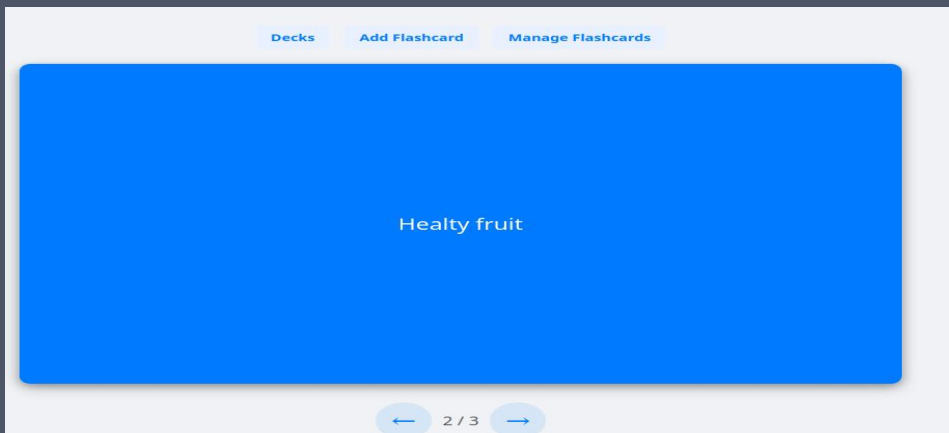 Decks Add Flashcard Manage Flashcards
Healty fruit
← 2 / 3 →